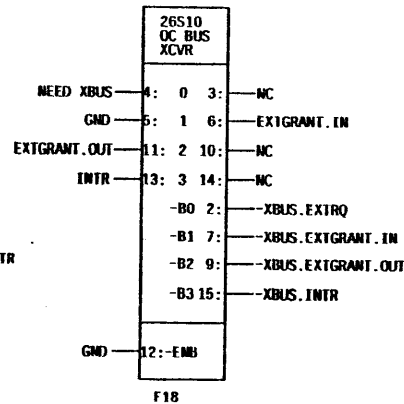 26S10
OC BUS
XCVR
NEED XBUS 4: 0 3: NC
GND 5: 1 6: EXTGRANT.IN
EXTGRANT.OUT 11: 2 10: NC
INTR 13: 3 14: NC
-B0 2: -XBUS.EXTRQ
-B1 7: -XBUS.EXTGRANT.IN
-B2 9: -XBUS.EXTGRANT.OUT
TR
-B3 15: -XBUS.INTR
GND 12: -ENB
F18